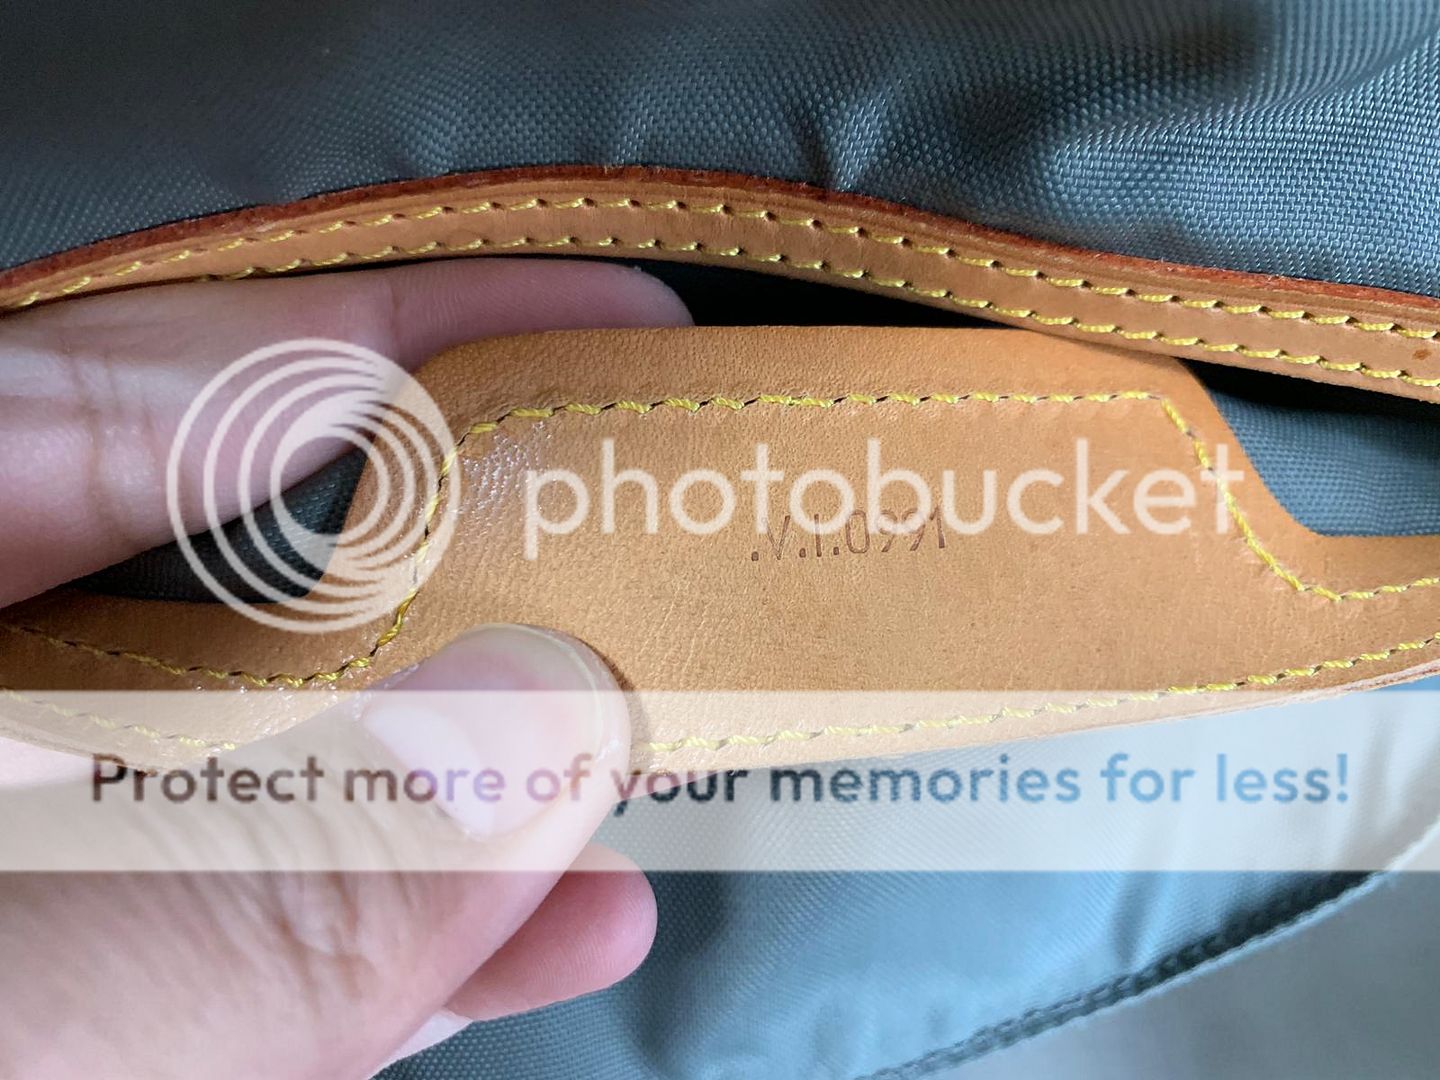 photobucket
.V.I.0991
Protect more of your memories for less!